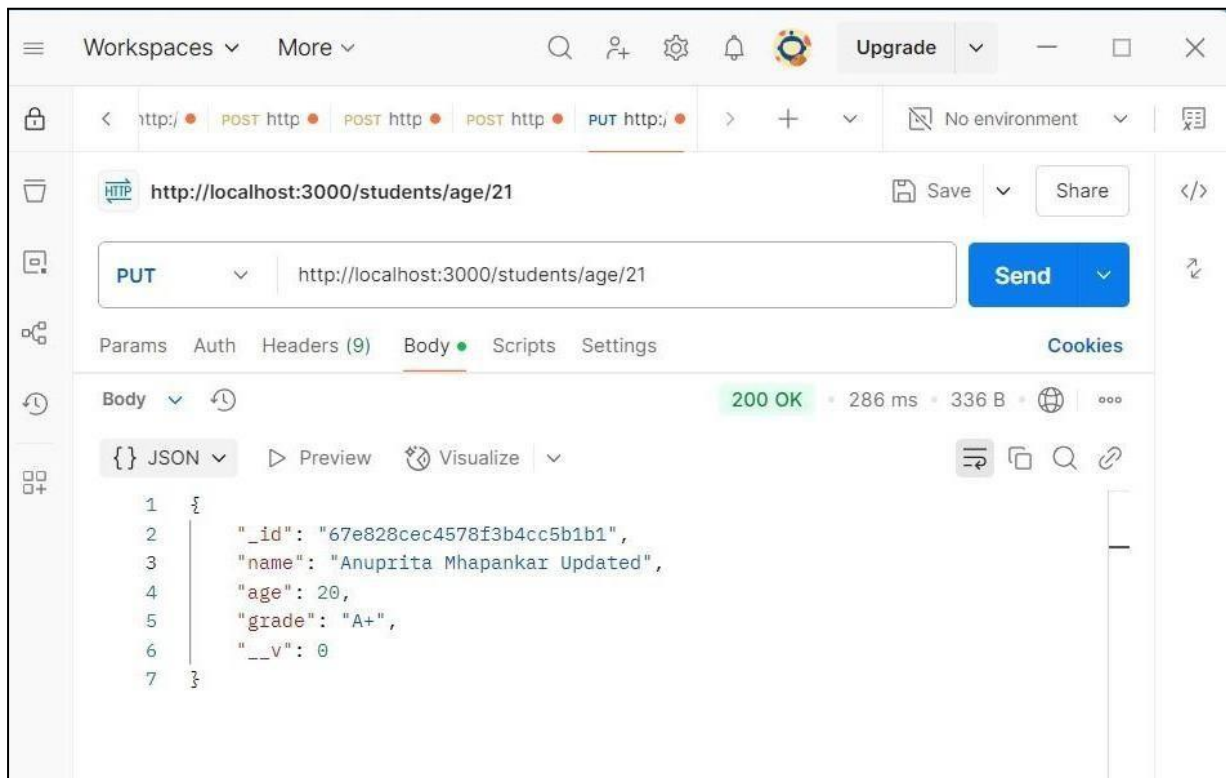 Workspaces More Upgrade
http:/ POST http POST http POST http PUT http:/ No environment
HTTP http://localhost:3000/students/age/21 Save Share </>
PUT http://localhost:3000/students/age/21 Send
Params Auth Headers (9) Body Scripts Settings Cookies
Body 200 OK 286 ms 336 B
{} JSON Preview Visualize
1 {
2 "_id": "67e828cec4578f3b4cc5b1b1",
3 "name": "Anuprita Mhapankar Updated",
4 "age": 20,
5 "grade": "A+",
6 "__v": 0
7 }